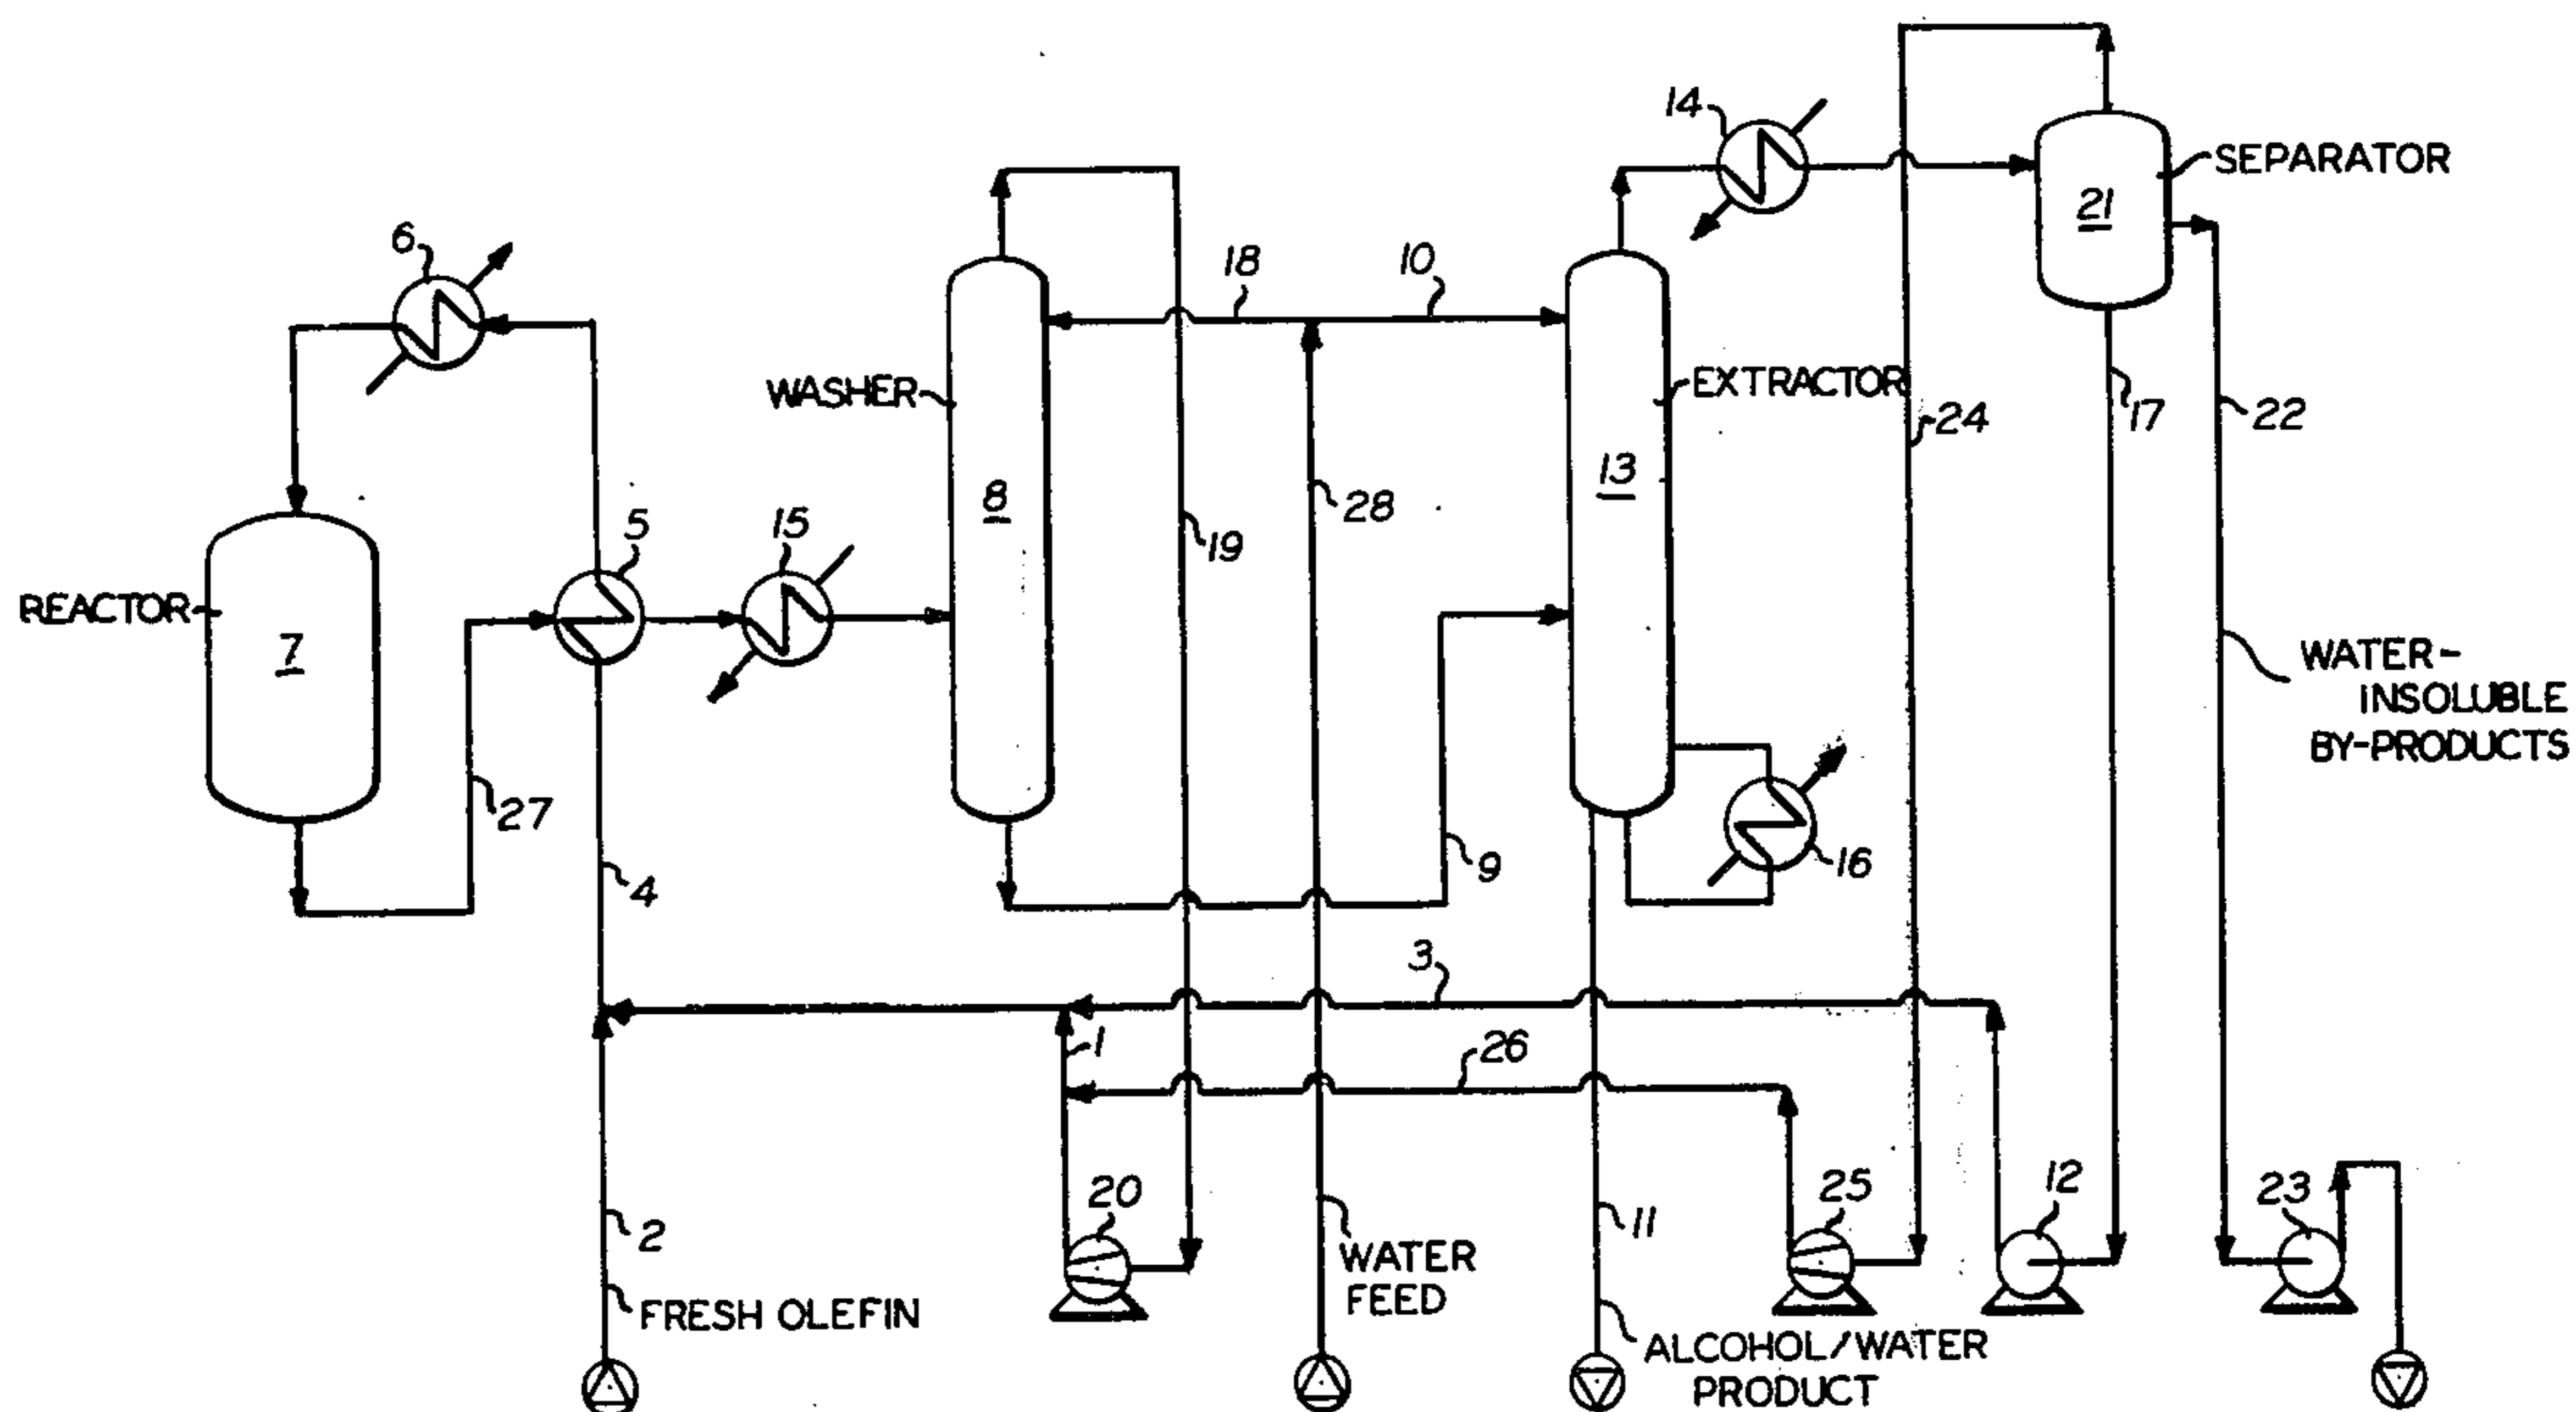 14
SEPARATOR
21
6
18
10
WASHER
EXTRACTOR
24
17
22
13
8
28
5
15
19
REACTOR
7
WATER-
INSOLUBLE
BY-PRODUCTS
27
4
9
16
3
1
26
20
25
12
23
2
11
WATER
FEED
FRESH OLEFIN
ALCOHOL/WATER
PRODUCT